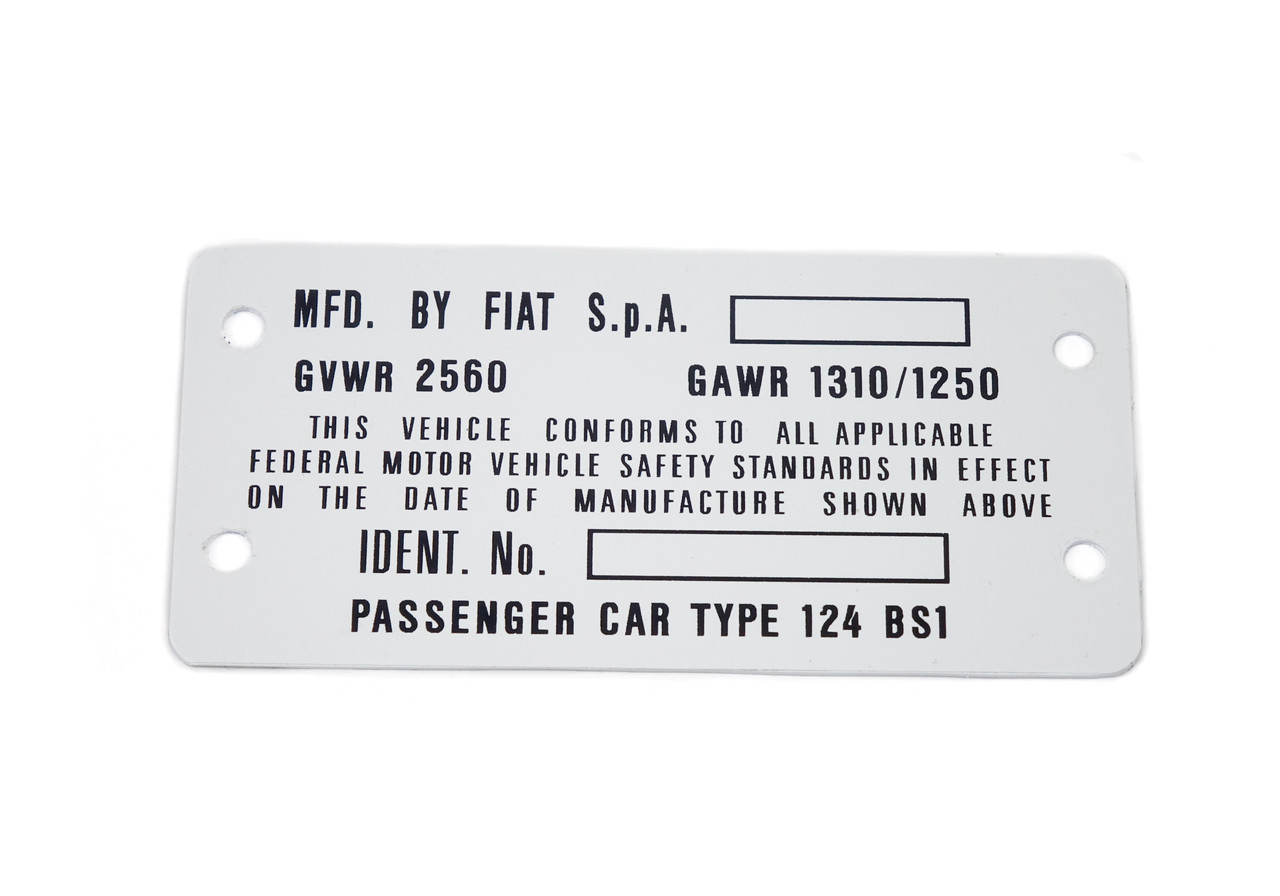 MFD. BY FIAT S.p.A.
GVWR 2560 GAWR 1310/1250
THIS VEHICLE CONFORMS TO ALL APPLICABLE
FEDERAL MOTOR VEHICLE SAFETY STANDARDS IN EFFECT
ON THE DATE OF MANUFACTURE SHOWN ABOVE
IDENT. No.
PASSENGER CAR TYPE 124 BS1